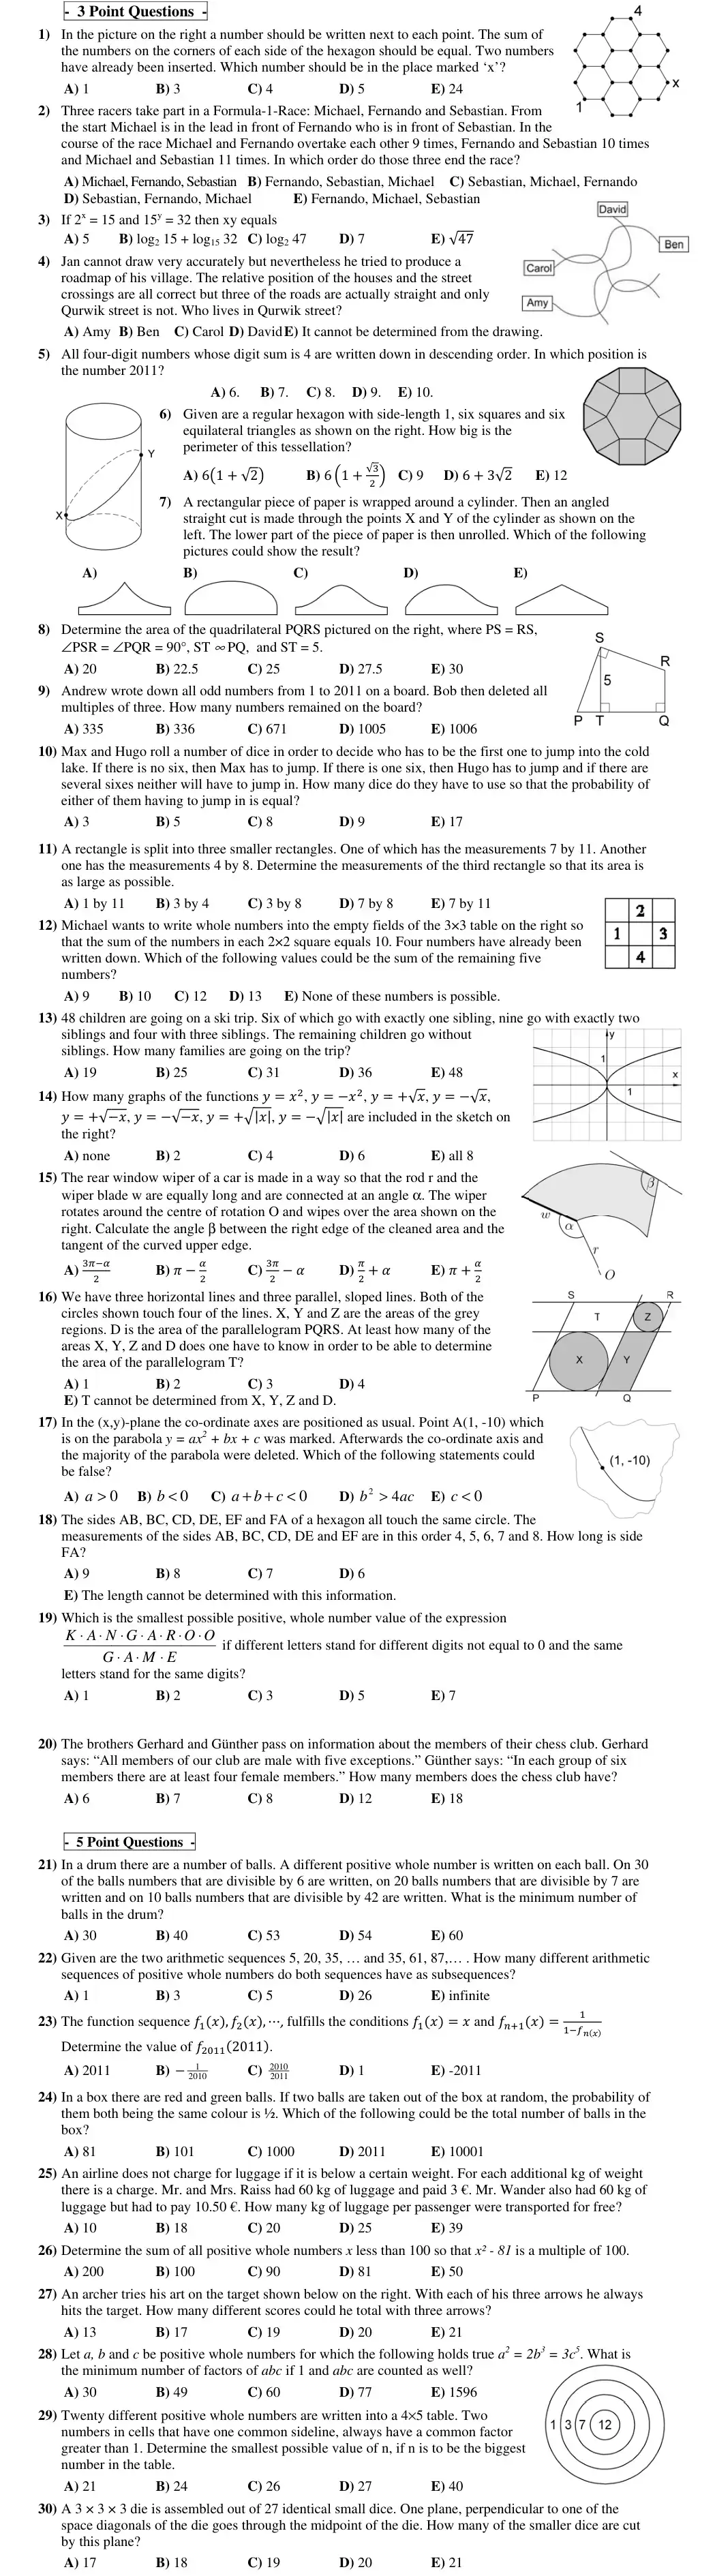 - 3 Point Questions -
1) In the picture on the right a number should be written next to each point. The sum of
the numbers on the corners of each side of the hexagon should be equal. Two numbers
have already been inserted. Which number should be in the place marked ‘x’?
A) 1 B) 3 C) 4 D) 5 E) 24
4
x
1
2) Three racers take part in a Formula-1-Race: Michael, Fernando and Sebastian. From
the start Michael is in the lead in front of Fernando who is in front of Sebastian. In the
course of the race Michael and Fernando overtake each other 9 times, Fernando and Sebastian 10 times
and Michael and Sebastian 11 times. In which order do those three end the race?
A) Michael, Fernando, Sebastian B) Fernando, Sebastian, Michael C) Sebastian, Michael, Fernando
D) Sebastian, Fernando, Michael E) Fernando, Michael, Sebastian
3) If 2ˣ = 15 and 15ʸ = 32 then xy equals
A) 5 B) log₂ 15 + log₁₅ 32 C) log₂ 47 D) 7 E) √47
David
Ben
Carol
Amy
4) Jan cannot draw very accurately but nevertheless he tried to produce a
roadmap of his village. The relative position of the houses and the street
crossings are all correct but three of the roads are actually straight and only
Qurwik street is not. Who lives in Qurwik street?
A) Amy B) Ben C) Carol D) David E) It cannot be determined from the drawing.
5) All four-digit numbers whose digit sum is 4 are written down in descending order. In which position is
the number 2011?
A) 6. B) 7. C) 8. D) 9. E) 10.
6) Given are a regular hexagon with side-length 1, six squares and six
equilateral triangles as shown on the right. How big is the
perimeter of this tessellation?
A) 6(1 + √2) B) 6(1 + √3/2) C) 9 D) 6 + 3√2 E) 12
Y
X
7) A rectangular piece of paper is wrapped around a cylinder. Then an angled
straight cut is made through the points X and Y of the cylinder as shown on the
left. The lower part of the piece of paper is then unrolled. Which of the following
pictures could show the result?
A) B) C) D) E)
8) Determine the area of the quadrilateral PQRS pictured on the right, where PS = RS,
∠PSR = ∠PQR = 90°, ST ∞ PQ, and ST = 5.
A) 20 B) 22.5 C) 25 D) 27.5 E) 30
S
R
5
P T Q
9) Andrew wrote down all odd numbers from 1 to 2011 on a board. Bob then deleted all
multiples of three. How many numbers remained on the board?
A) 335 B) 336 C) 671 D) 1005 E) 1006
10) Max and Hugo roll a number of dice in order to decide who has to be the first one to jump into the cold
lake. If there is no six, then Max has to jump. If there is one six, then Hugo has to jump and if there are
several sixes neither will have to jump in. How many dice do they have to use so that the probability of
either of them having to jump in is equal?
A) 3 B) 5 C) 8 D) 9 E) 17
11) A rectangle is split into three smaller rectangles. One of which has the measurements 7 by 11. Another
one has the measurements 4 by 8. Determine the measurements of the third rectangle so that its area is
as large as possible.
A) 1 by 11 B) 3 by 4 C) 3 by 8 D) 7 by 8 E) 7 by 11
12) Michael wants to write whole numbers into the empty fields of the 3×3 table on the right so
that the sum of the numbers in each 2×2 square equals 10. Four numbers have already been
written down. Which of the following values could be the sum of the remaining five
numbers?
A) 9 B) 10 C) 12 D) 13 E) None of these numbers is possible.
2
1 3
4
13) 48 children are going on a ski trip. Six of which go with exactly one sibling, nine go with exactly two
siblings and four with three siblings. The remaining children go without
siblings. How many families are going on the trip?
A) 19 B) 25 C) 31 D) 36 E) 48
y
1
x
1
14) How many graphs of the functions y = x², y = −x², y = +√x, y = −√x,
y = +√−x, y = −√−x, y = +√|x|, y = −√|x| are included in the sketch on
the right?
A) none B) 2 C) 4 D) 6 E) all 8
15) The rear window wiper of a car is made in a way so that the rod r and the
wiper blade w are equally long and are connected at an angle α. The wiper
rotates around the centre of rotation O and wipes over the area shown on the
right. Calculate the angle β between the right edge of the cleaned area and the
tangent of the curved upper edge.
A) 3π−α/2 B) π − α/2 C) 3π/2 − α D) π/2 + α E) π + α/2
β
w
α
r
O
16) We have three horizontal lines and three parallel, sloped lines. Both of the
circles shown touch four of the lines. X, Y and Z are the areas of the grey
regions. D is the area of the parallelogram PQRS. At least how many of the
areas X, Y, Z and D does one have to know in order to be able to determine
the area of the parallelogram T?
A) 1 B) 2 C) 3 D) 4
E) T cannot be determined from X, Y, Z and D.
S R
T Z
X Y
P Q
17) In the (x,y)-plane the co-ordinate axes are positioned as usual. Point A(1, -10) which
is on the parabola y = ax² + bx + c was marked. Afterwards the co-ordinate axis and
the majority of the parabola were deleted. Which of the following statements could
be false?
A) a > 0 B) b < 0 C) a + b + c < 0 D) b² > 4ac E) c < 0
(1, -10)
18) The sides AB, BC, CD, DE, EF and FA of a hexagon all touch the same circle. The
measurements of the sides AB, BC, CD, DE and EF are in this order 4, 5, 6, 7 and 8. How long is side
FA?
A) 9 B) 8 C) 7 D) 6
E) The length cannot be determined with this information.
19) Which is the smallest possible positive, whole number value of the expression
K · A · N · G · A · R · O · O
G · A · M · E
if different letters stand for different digits not equal to 0 and the same
letters stand for the same digits?
A) 1 B) 2 C) 3 D) 5 E) 7
20) The brothers Gerhard and Günther pass on information about the members of their chess club. Gerhard
says: “All members of our club are male with five exceptions.” Günther says: “In each group of six
members there are at least four female members.” How many members does the chess club have?
A) 6 B) 7 C) 8 D) 12 E) 18
- 5 Point Questions -
21) In a drum there are a number of balls. A different positive whole number is written on each ball. On 30
of the balls numbers that are divisible by 6 are written, on 20 balls numbers that are divisible by 7 are
written and on 10 balls numbers that are divisible by 42 are written. What is the minimum number of
balls in the drum?
A) 30 B) 40 C) 53 D) 54 E) 60
22) Given are the two arithmetic sequences 5, 20, 35, … and 35, 61, 87,… . How many different arithmetic
sequences of positive whole numbers do both sequences have as subsequences?
A) 1 B) 3 C) 5 D) 26 E) infinite
23) The function sequence f₁(x), f₂(x), ⋯, fulfills the conditions f₁(x) = x and fₙ₊₁(x) = 1/1−fₙ(x)
Determine the value of f₂₀₁₁(2011).
A) 2011 B) −1/2010 C) 2010/2011 D) 1 E) -2011
24) In a box there are red and green balls. If two balls are taken out of the box at random, the probability of
them both being the same colour is ½. Which of the following could be the total number of balls in the
box?
A) 81 B) 101 C) 1000 D) 2011 E) 10001
25) An airline does not charge for luggage if it is below a certain weight. For each additional kg of weight
there is a charge. Mr. and Mrs. Raiss had 60 kg of luggage and paid 3 €. Mr. Wander also had 60 kg of
luggage but had to pay 10.50 €. How many kg of luggage per passenger were transported for free?
A) 10 B) 18 C) 20 D) 25 E) 39
26) Determine the sum of all positive whole numbers x less than 100 so that x² - 81 is a multiple of 100.
A) 200 B) 100 C) 90 D) 81 E) 50
27) An archer tries his art on the target shown below on the right. With each of his three arrows he always
hits the target. How many different scores could he total with three arrows?
A) 13 B) 17 C) 19 D) 20 E) 21
28) Let a, b and c be positive whole numbers for which the following holds true a² = 2b³ = 3c⁵. What is
the minimum number of factors of abc if 1 and abc are counted as well?
A) 30 B) 49 C) 60 D) 77 E) 1596
1 3 7 12
29) Twenty different positive whole numbers are written into a 4×5 table. Two
numbers in cells that have one common sideline, always have a common factor
greater than 1. Determine the smallest possible value of n, if n is to be the biggest
number in the table.
A) 21 B) 24 C) 26 D) 27 E) 40
30) A 3 × 3 × 3 die is assembled out of 27 identical small dice. One plane, perpendicular to one of the
space diagonals of the die goes through the midpoint of the die. How many of the smaller dice are cut
by this plane?
A) 17 B) 18 C) 19 D) 20 E) 21